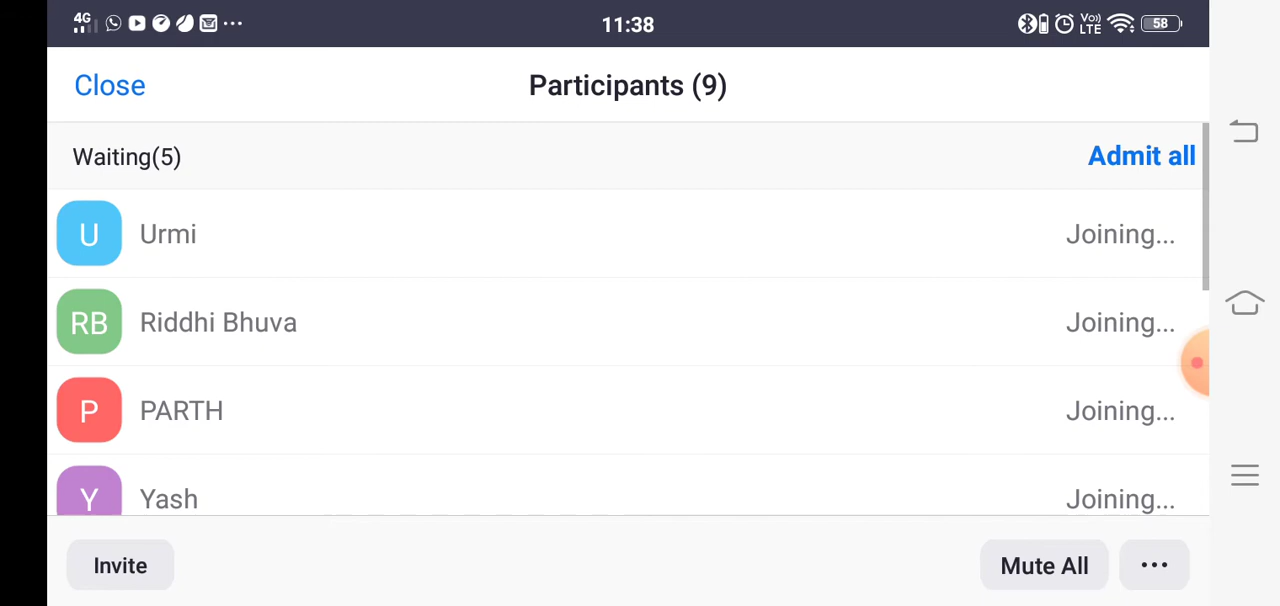 4G 11:38 Vo) LTE 58
Close Participants (9)
Waiting(5) Admit all
U Urmi Joining...
RB Riddhi Bhuva Joining...
P PARTH Joining...
Y Yash Joining...
Invite Mute All ...